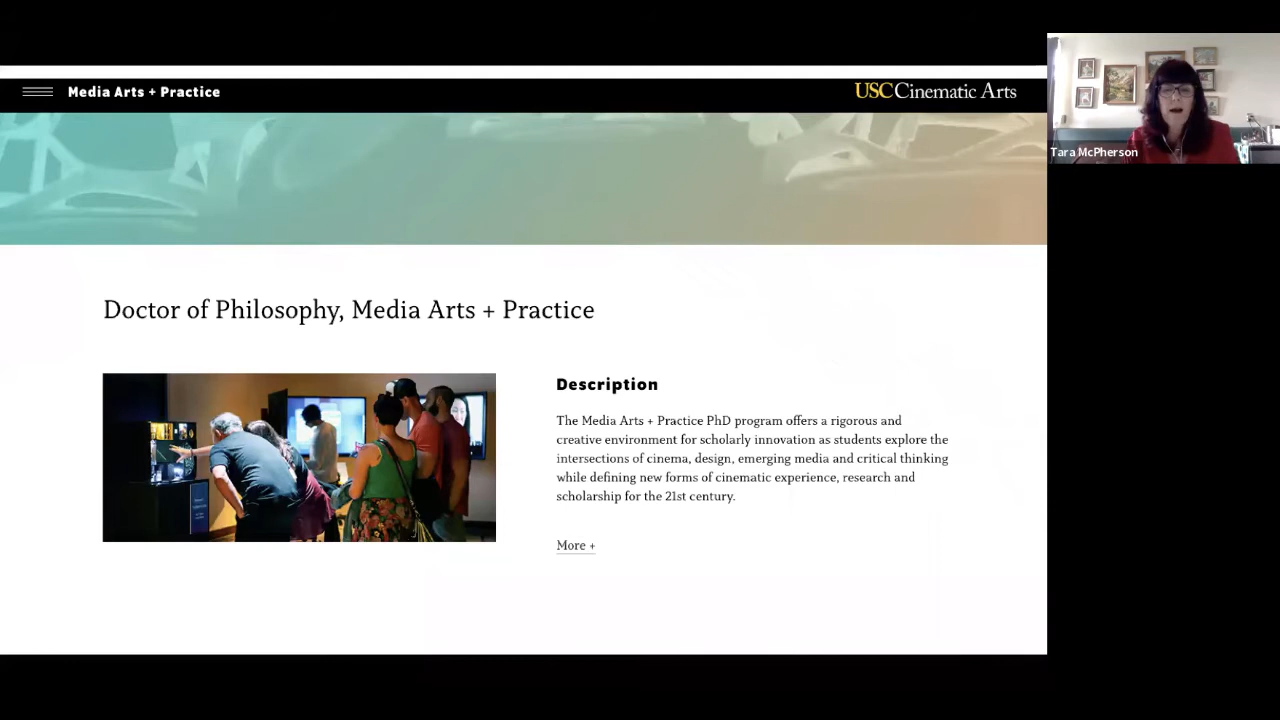 Media Arts + Practice
USC Cinematic Arts
Tara McPherson
Doctor of Philosophy, Media Arts + Practice
Description
The Media Arts + Practice PhD program offers a rigorous and
creative environment for scholarly innovation as students explore the
intersections of cinema, design, emerging media and critical thinking
while defining new forms of cinematic experience, research and
scholarship for the 21st century.
More +